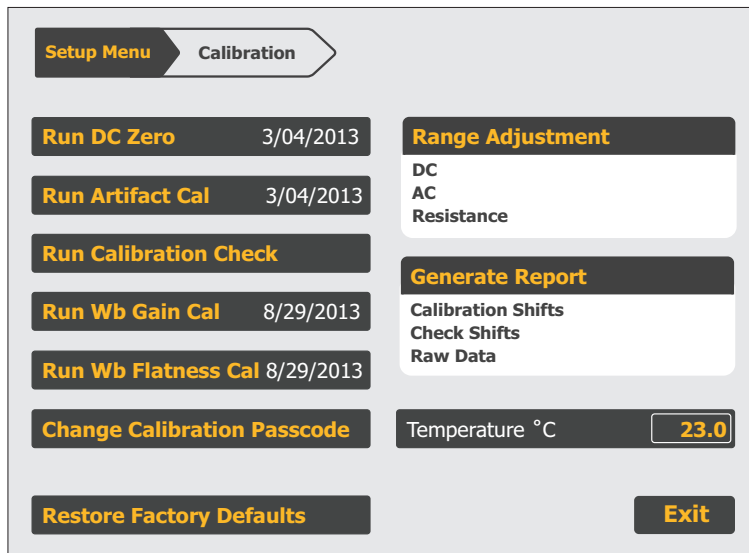 Setup Menu Calibration
Run DC Zero 3/04/2013
Run Artifact Cal 3/04/2013
Run Calibration Check
Run Wb Gain Cal 8/29/2013
Run Wb Flatness Cal 8/29/2013
Change Calibration Passcode
Restore Factory Defaults
Range Adjustment
DC
AC
Resistance
Generate Report
Calibration Shifts
Check Shifts
Raw Data
Temperature ˚C 23.0
Exit